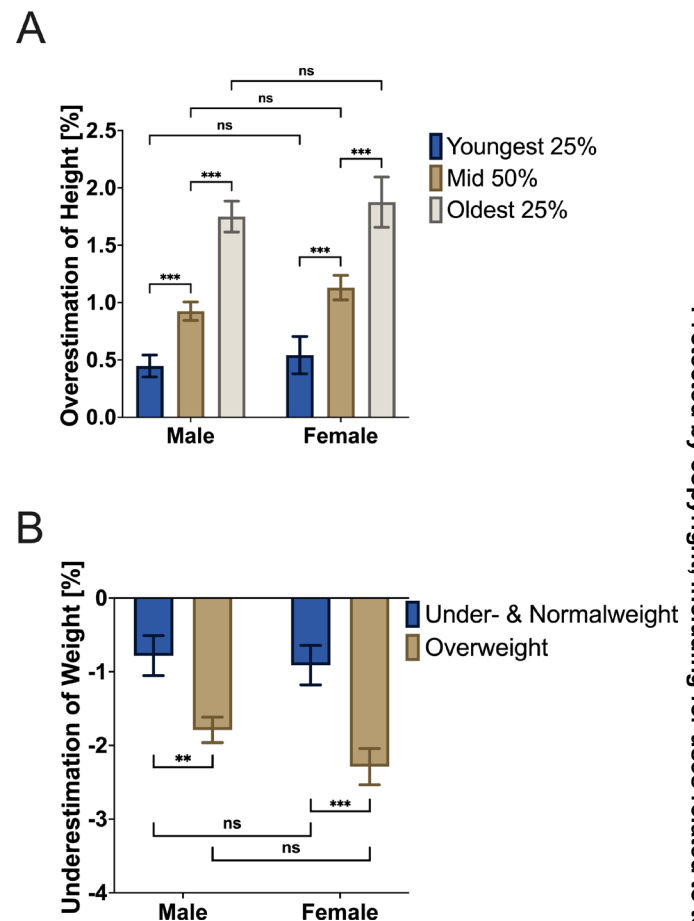 A
ns
ns
ns
Overestimation of Height [%]
2.5
2.0
1.5
1.0
0.5
0.0
***
***
***
***
Male
Female
Youngest 25%
Mid 50%
Oldest 25%
B
Underestimation of Weight [%]
0
-1
-2
-3
-4
**
***
ns
ns
Male
Female
Under- & Normalweight
Overweight